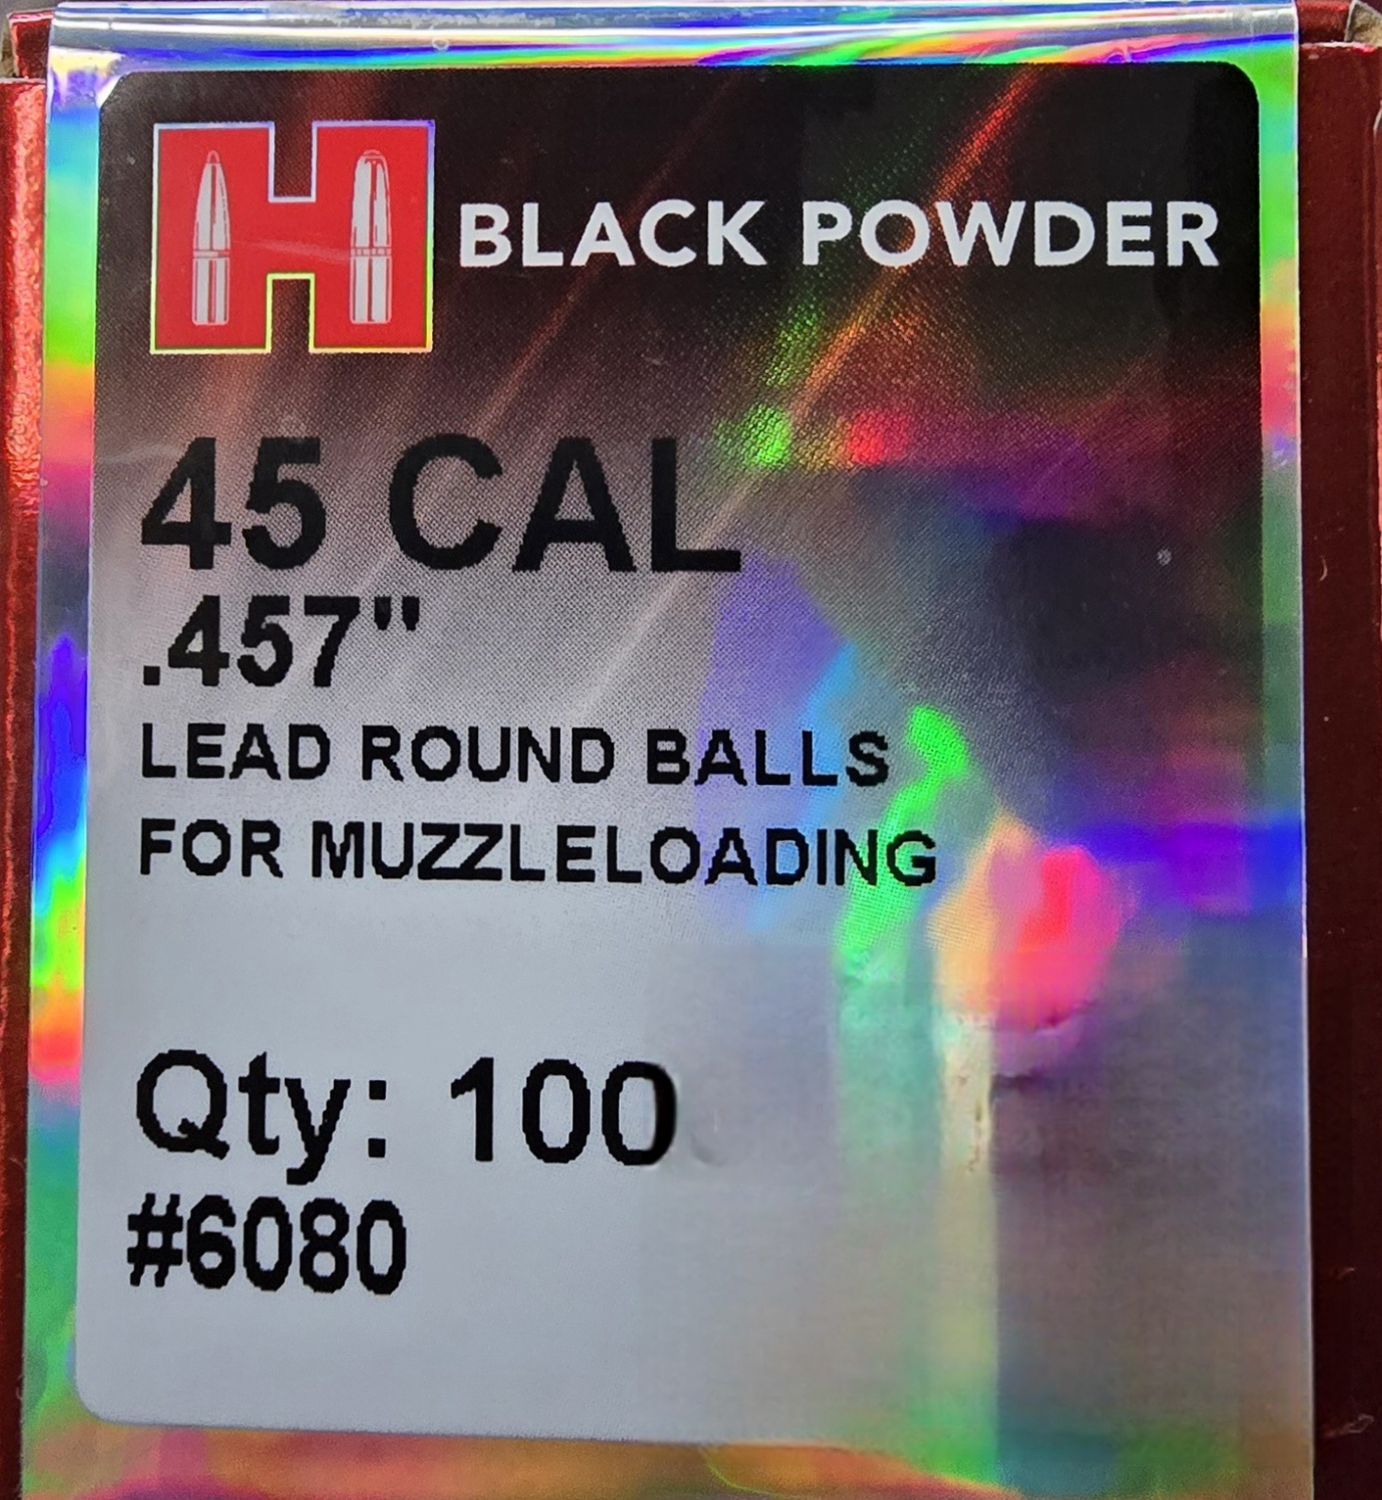 H BLACK POWDER
45 CAL
.457"
LEAD ROUND BALLS
FOR MUZZLELOADING
Qty: 100
#6080